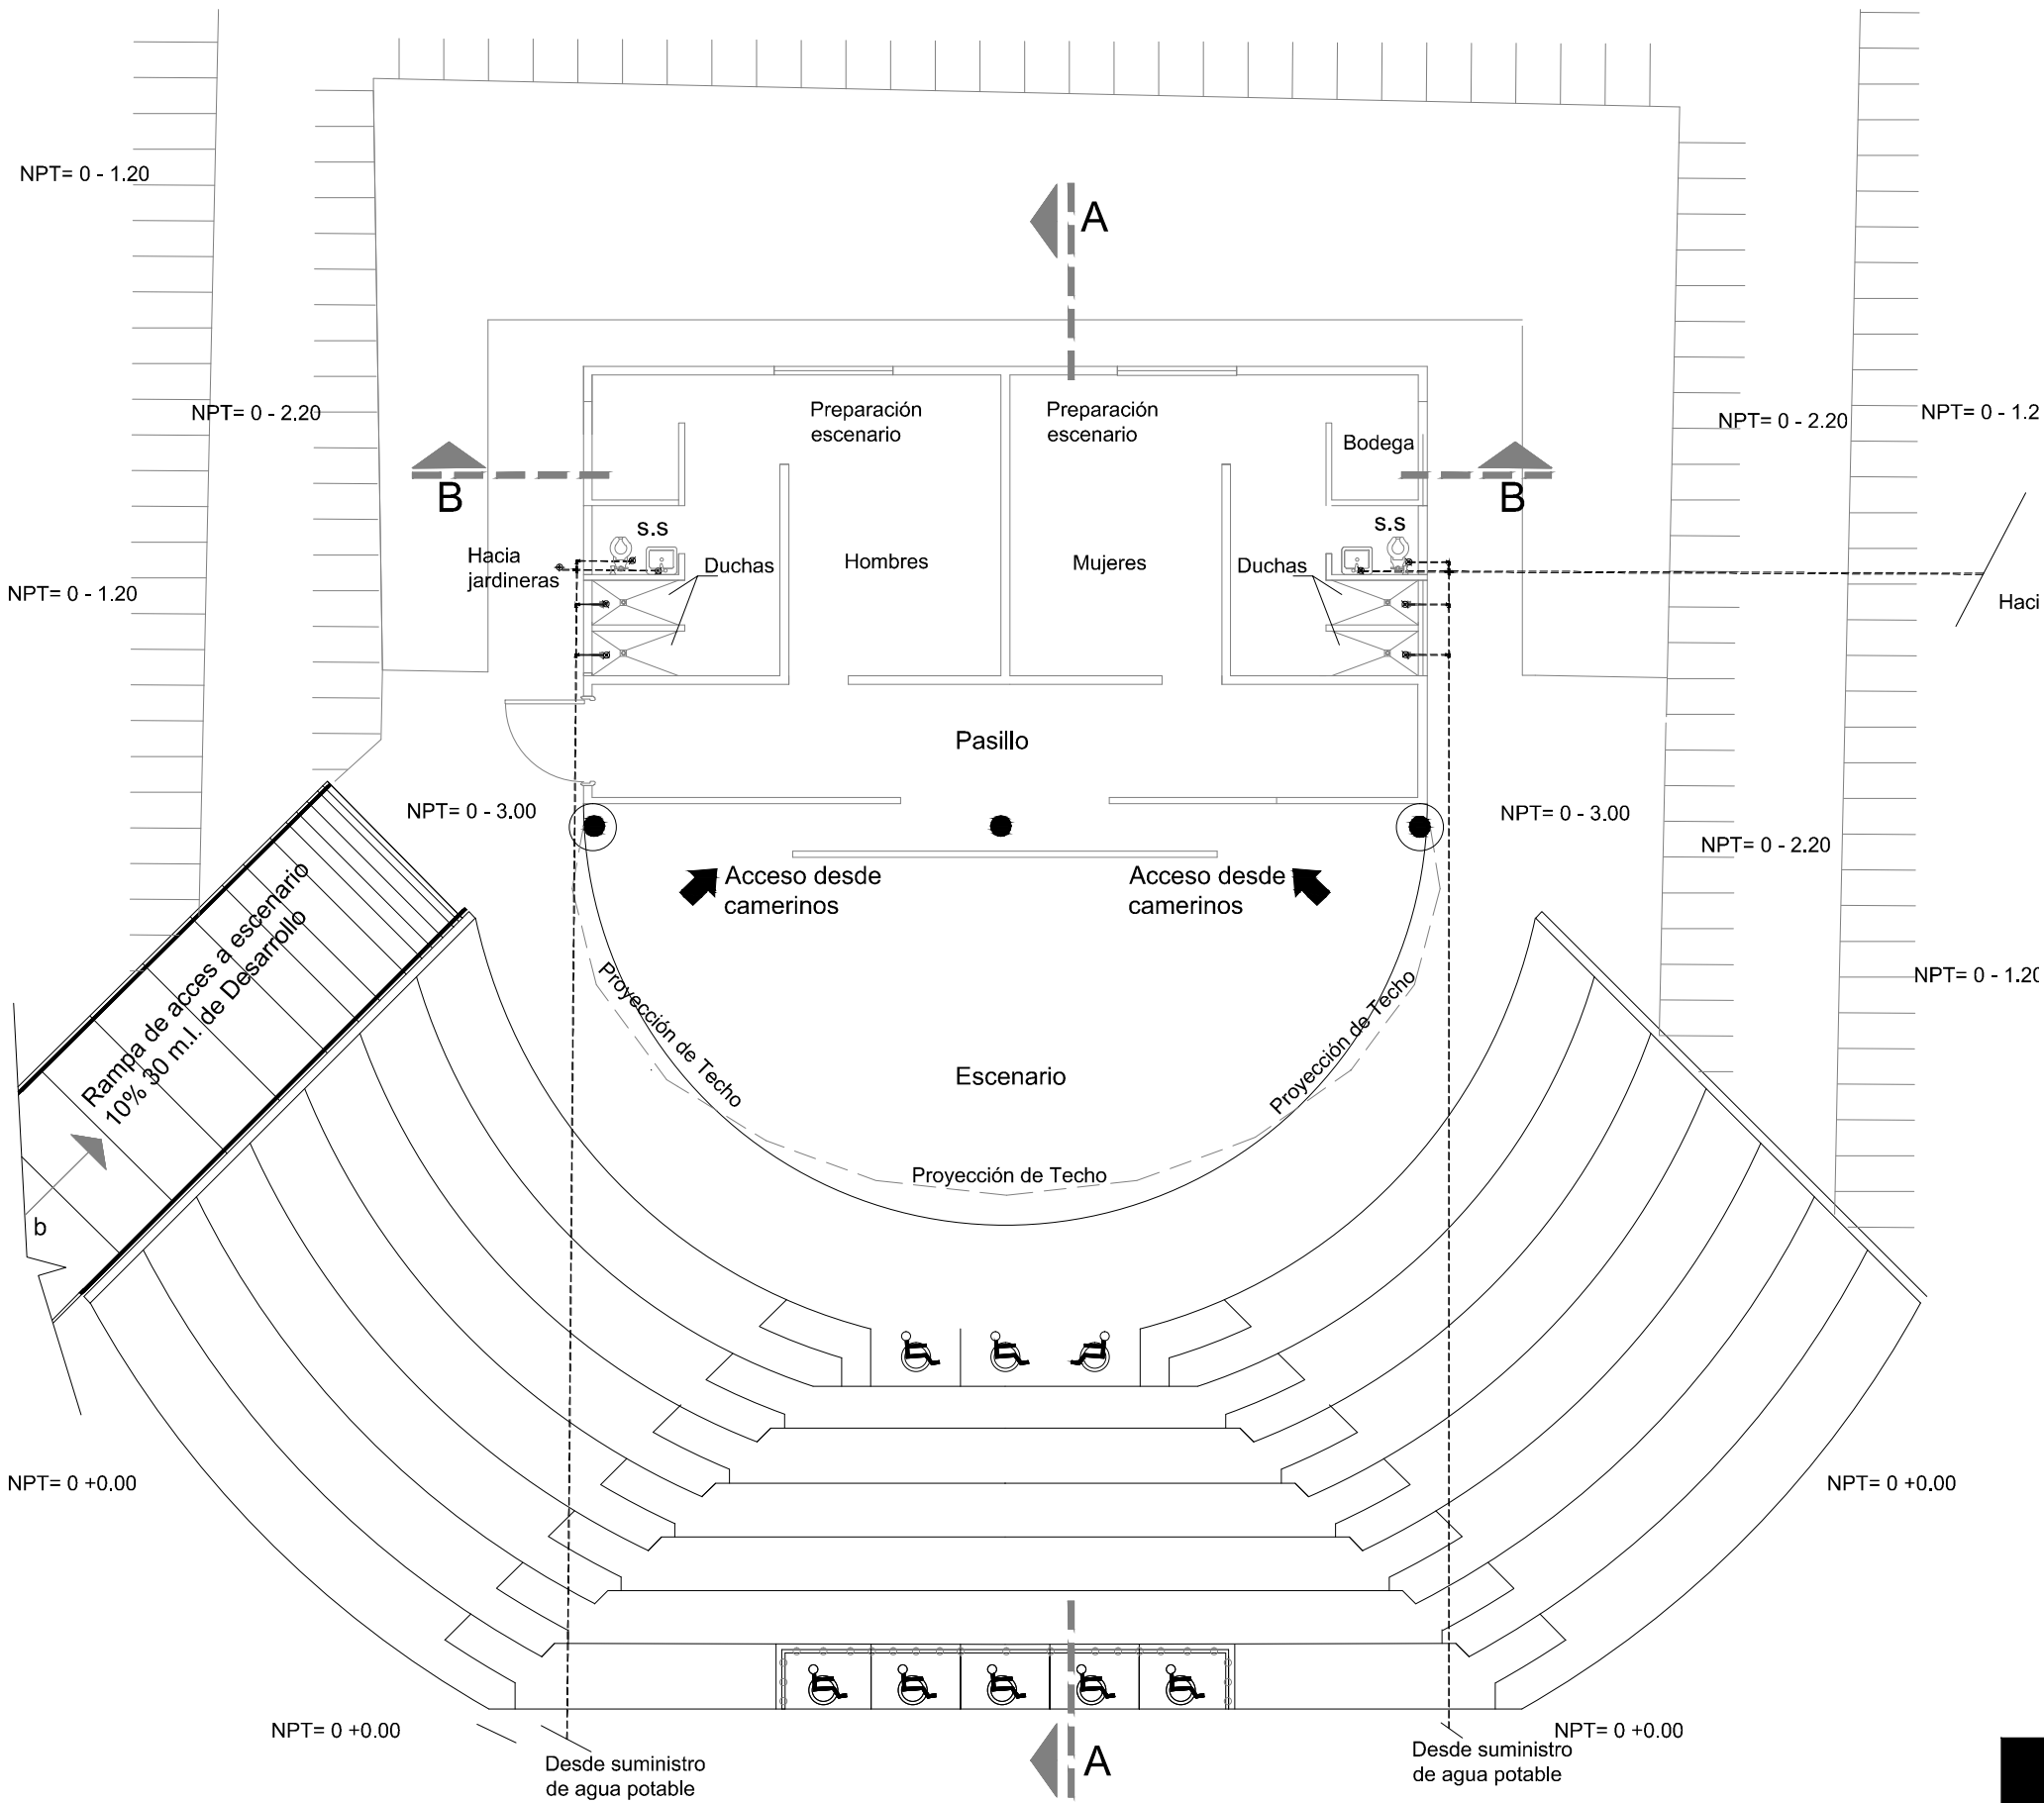 NPT= 0 - 1.20
A
NPT= 0 - 2.20
Preparación
escenario
Preparación
escenario
Bodega
NPT= 0 - 2.20
NPT= 0 - 1.2
B
B
s.s
s.s
Hacia
jardineras
Duchas
Hombres
Mujeres
Duchas
NPT= 0 - 1.20
Haci
Pasillo
NPT= 0 - 3.00
NPT= 0 - 3.00
NPT= 0 - 2.20
Acceso desde
camerinos
Acceso desde
camerinos
Rampa de acces a escenario
10% 30 m.l. de Desarrollo
NPT= 0 - 1.20
Proyección de Techo
Proyección de Techo
Escenario
Proyección de Techo
b
NPT= 0 +0.00
NPT= 0 +0.00
NPT= 0 +0.00
NPT= 0 +0.00
Desde suministro
de agua potable
A
Desde suministro
de agua potable